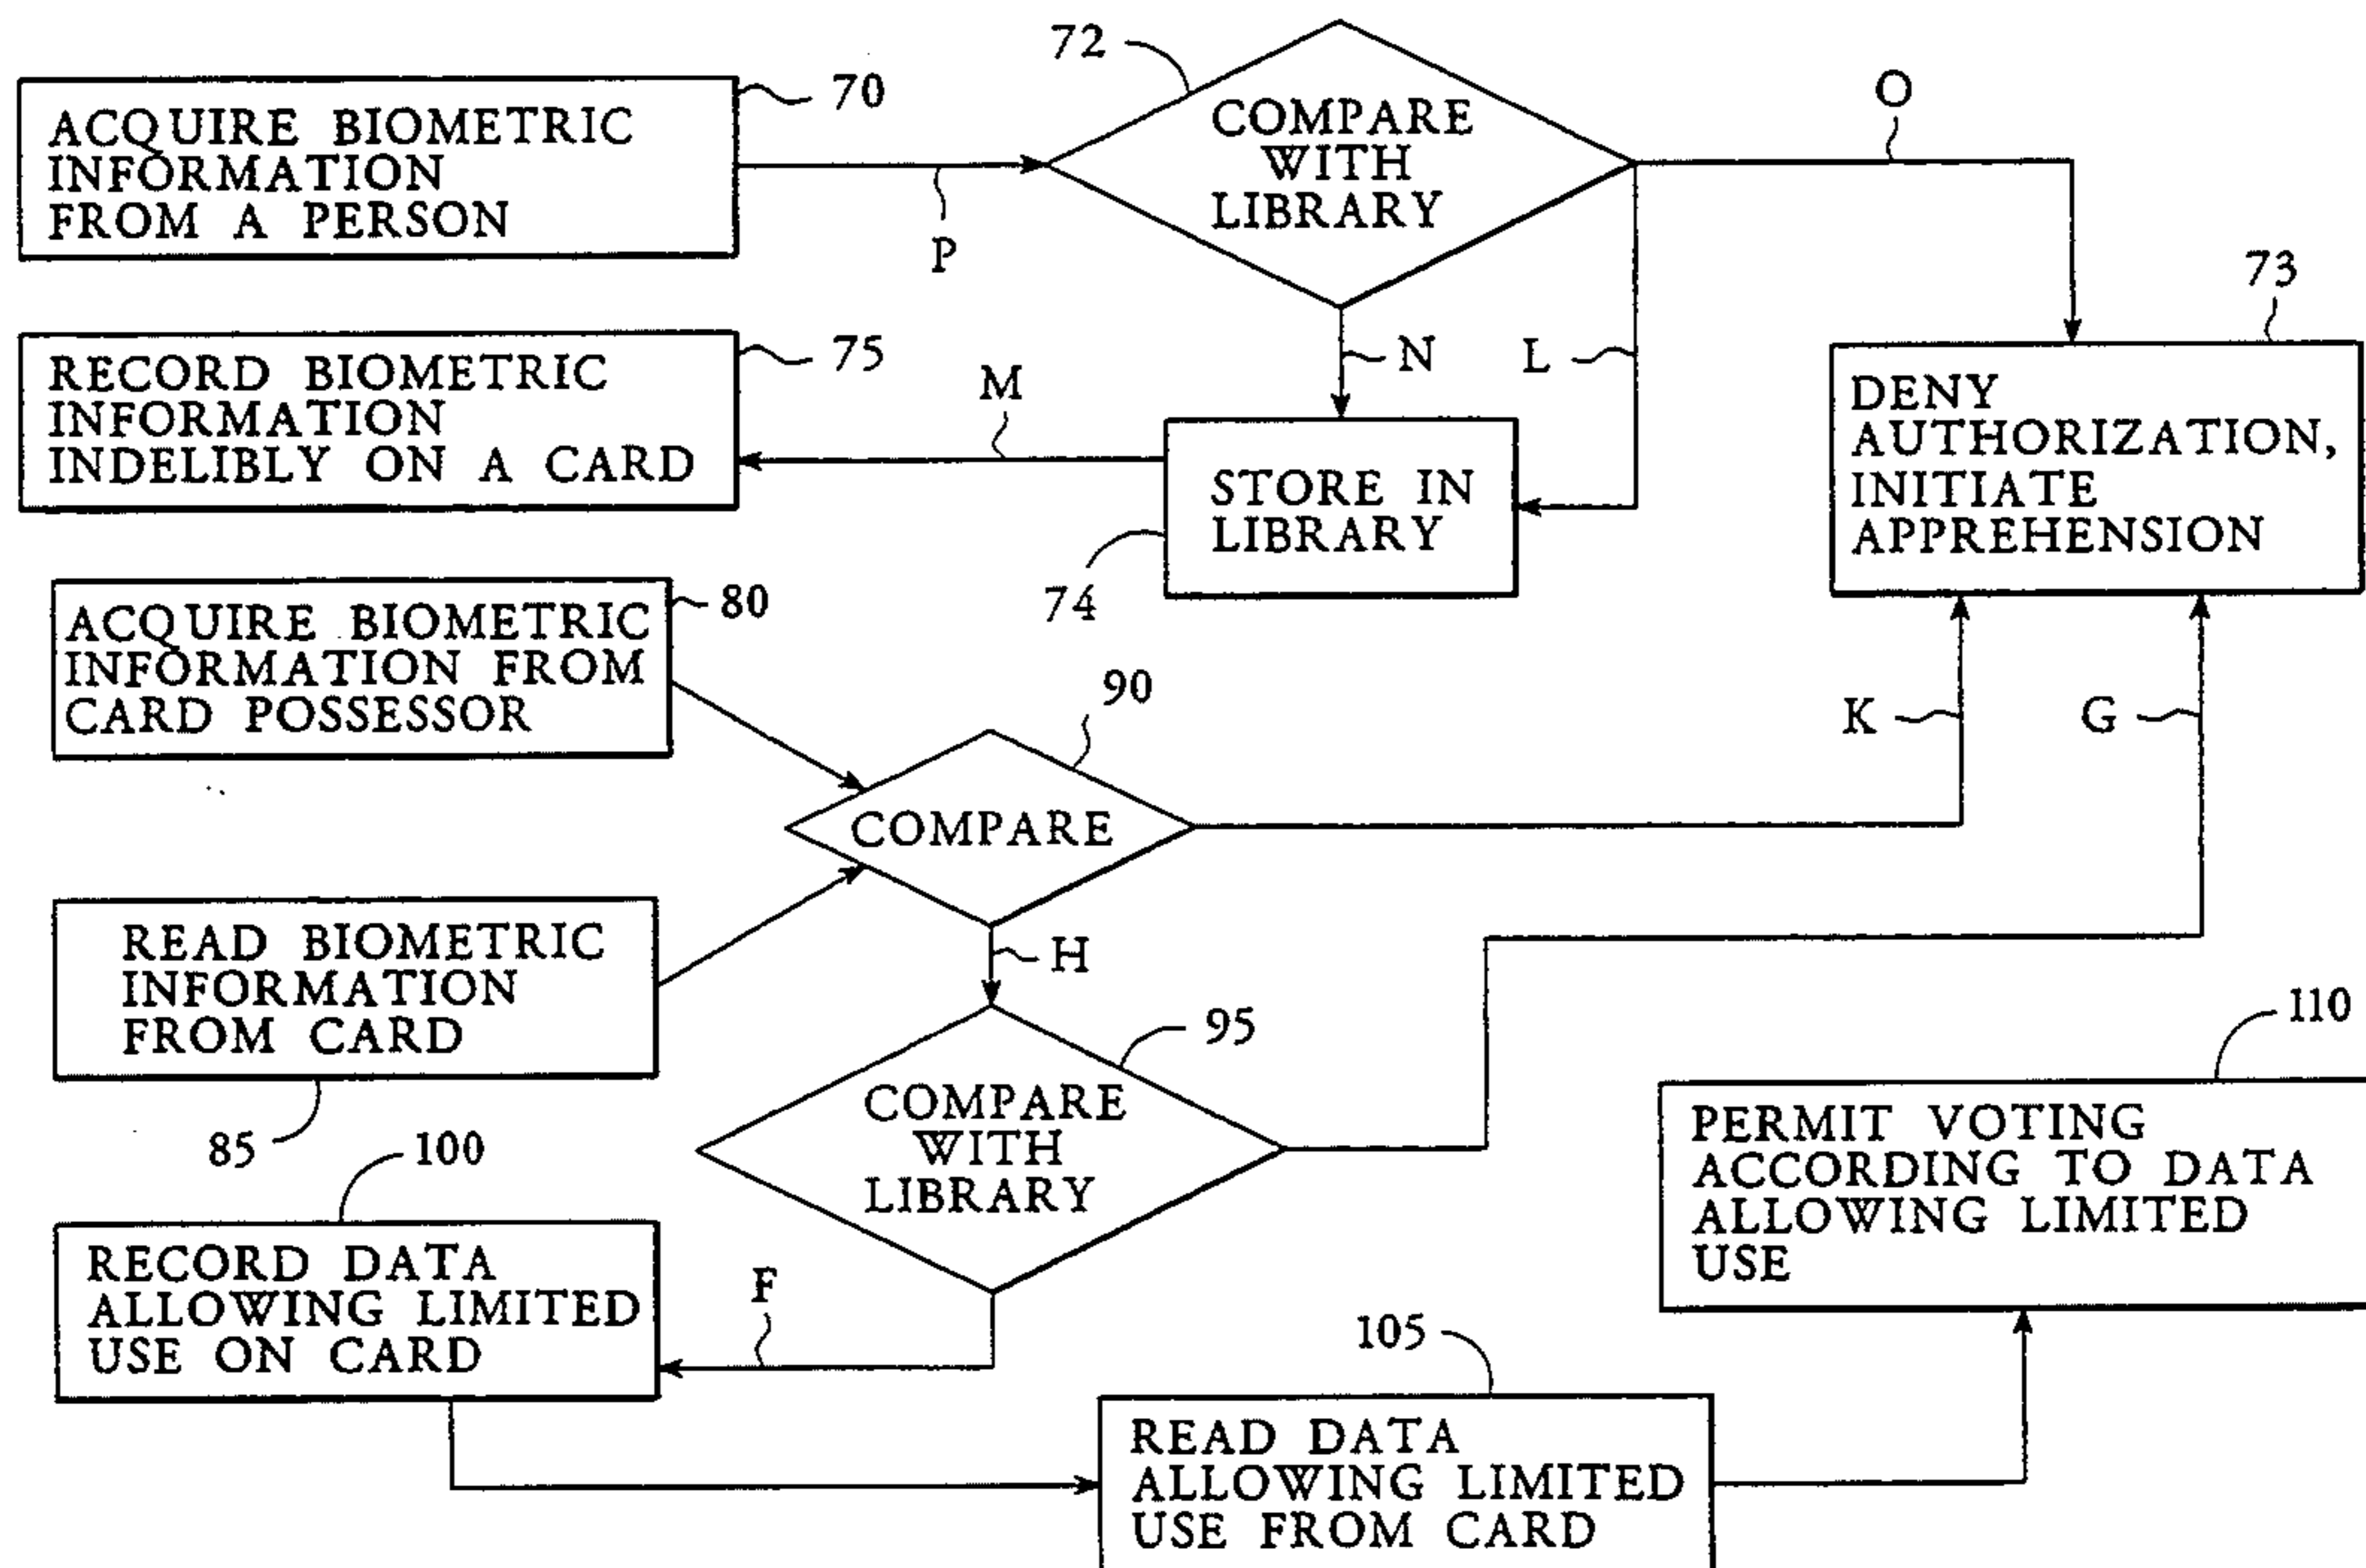 72
O
70
ACQUIRE BIOMETRIC
INFORMATION
FROM A PERSON
COMPARE
WITH
LIBRARY
P
73
75
RECORD BIOMETRIC
INFORMATION
INDELIBLY ON A CARD
M
N
L
DENY
AUTHORIZATION,
INITIATE
APPREHENSION
STORE IN
LIBRARY
74
80
ACQUIRE BIOMETRIC
INFORMATION FROM
CARD POSSESSOR
90
K
G
COMPARE
READ BIOMETRIC
INFORMATION
FROM CARD
H
85
95
110
COMPARE
WITH
LIBRARY
PERMIT VOTING
ACCORDING TO DATA
ALLOWING LIMITED
USE
100
RECORD DATA
ALLOWING LIMITED
USE ON CARD
F
105
READ DATA
ALLOWING LIMITED
USE FROM CARD